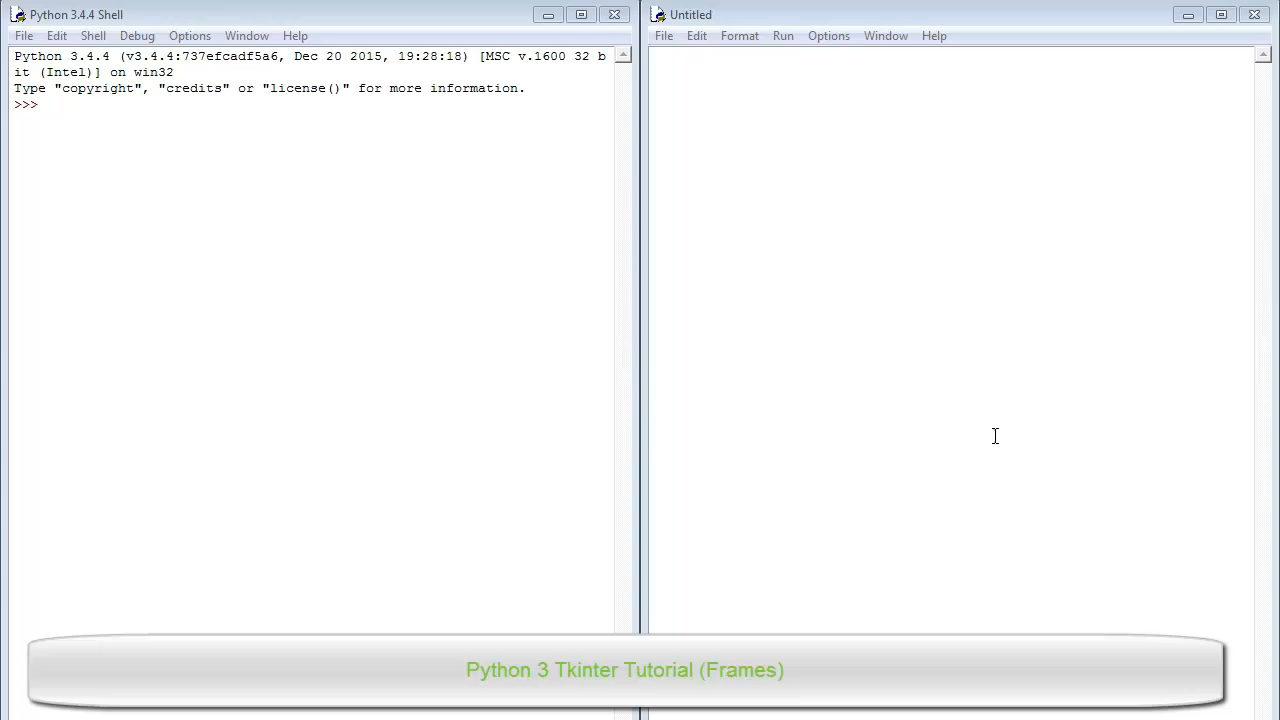 Python 3.4.4 Shell
File Edit Shell Debug Options Window Help
Python 3.4.4 (v3.4.4:737efcadf5a6, Dec 20 2015, 19:28:18) [MSC v.1600 32 b
it (Intel)] on win32
Type "copyright", "credits" or "license()" for more information.
>>>
Untitled
File Edit Format Run Options Window Help
Python 3 Tkinter Tutorial (Frames)